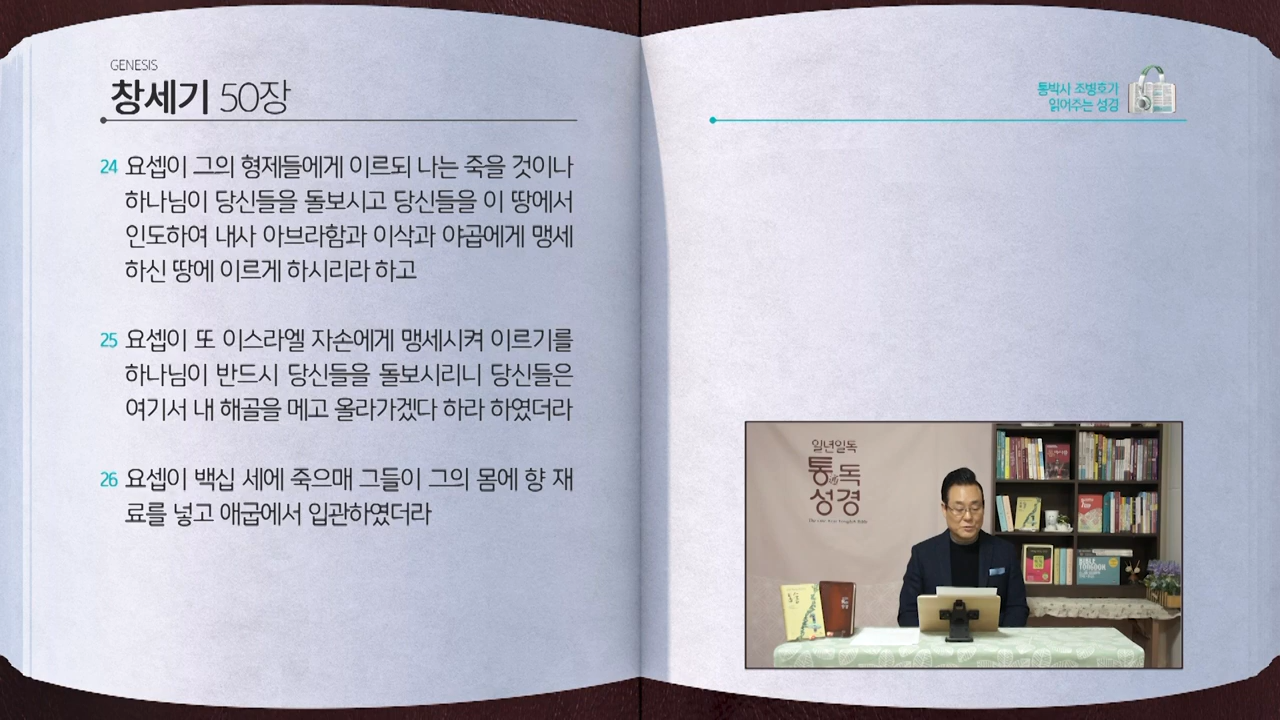 GENESIS
창세기 50장
통박사 조병호가
읽어주는 성경
24 요셉이 그의 형제들에게 이르되 나는 죽을 것이나
하나님이 당신들을 돌보시고 당신들을 이 땅에서
인도하여 내사 아브라함과 이삭과 야곱에게 맹세
하신 땅에 이르게 하시리라 하고
25 요셉이 또 이스라엘 자손에게 맹세시켜 이르기를
하나님이 반드시 당신들을 돌보시리니 당신들은
여기서 내 해골을 메고 올라가겠다 하라 하였더라
26 요셉이 백십 세에 죽으매 그들이 그의 몸에 향 재
료를 넣고 애굽에서 입관하였더라
일년일독
통독
성경